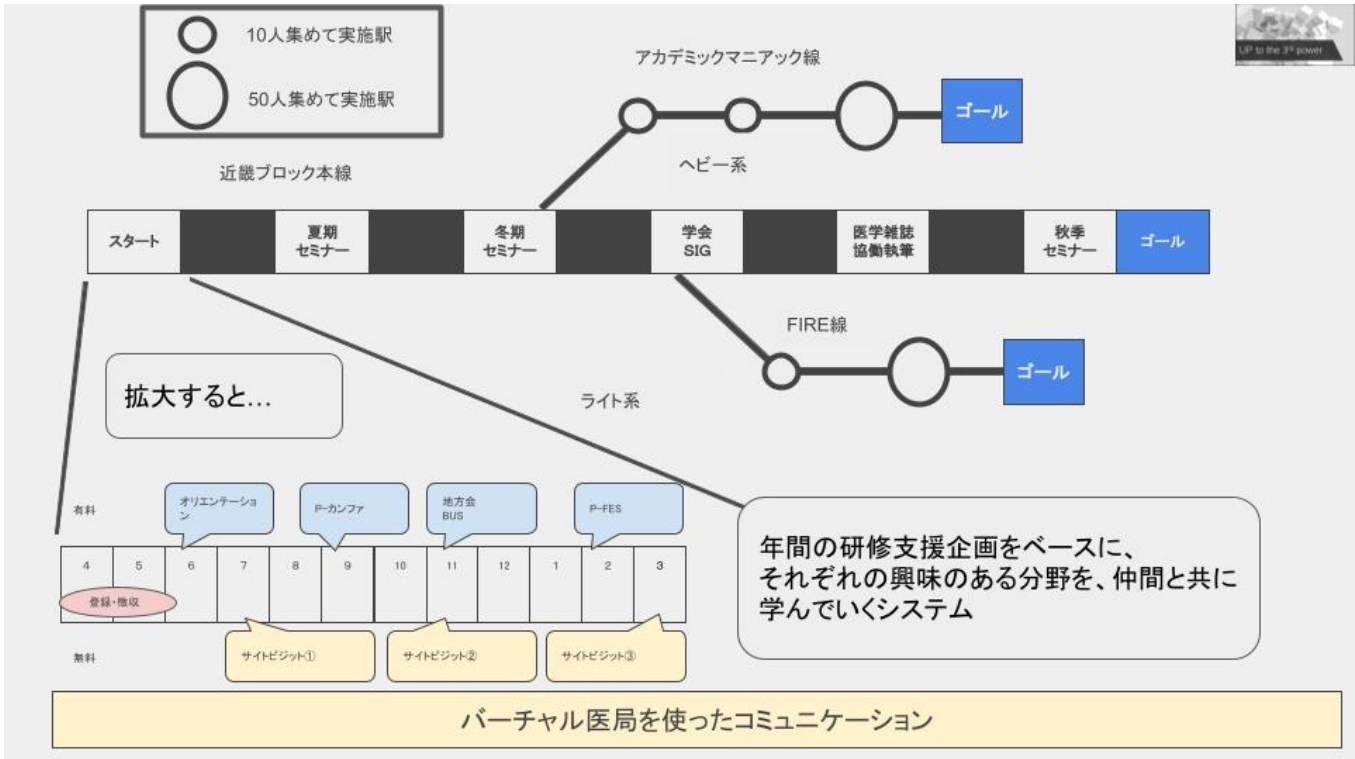 10人集めて実施駅
50人集めて実施駅
UP to the 3rd power
アカデミックマニアック線
ゴール
ヘビー系
近畿ブロック本線
スタート
夏期
セミナー
冬期
セミナー
学会
SIG
医学雑誌
協働執筆
秋季
セミナー
ゴール
FIRE線
ゴール
ライト系
拡大すると...
有料
オリエンテーショ
ン
P-カンファ
地方会
BUS
P-FES
4 5 6 7 8 9 10 11 12 1 2 3
登録・徴収
無料
サイトビジット①
サイトビジット②
サイトビジット③
年間の研修支援企画をベースに、
それぞれの興味のある分野を、仲間と共に
学んでいくシステム
バーチャル医局を使ったコミュニケーション